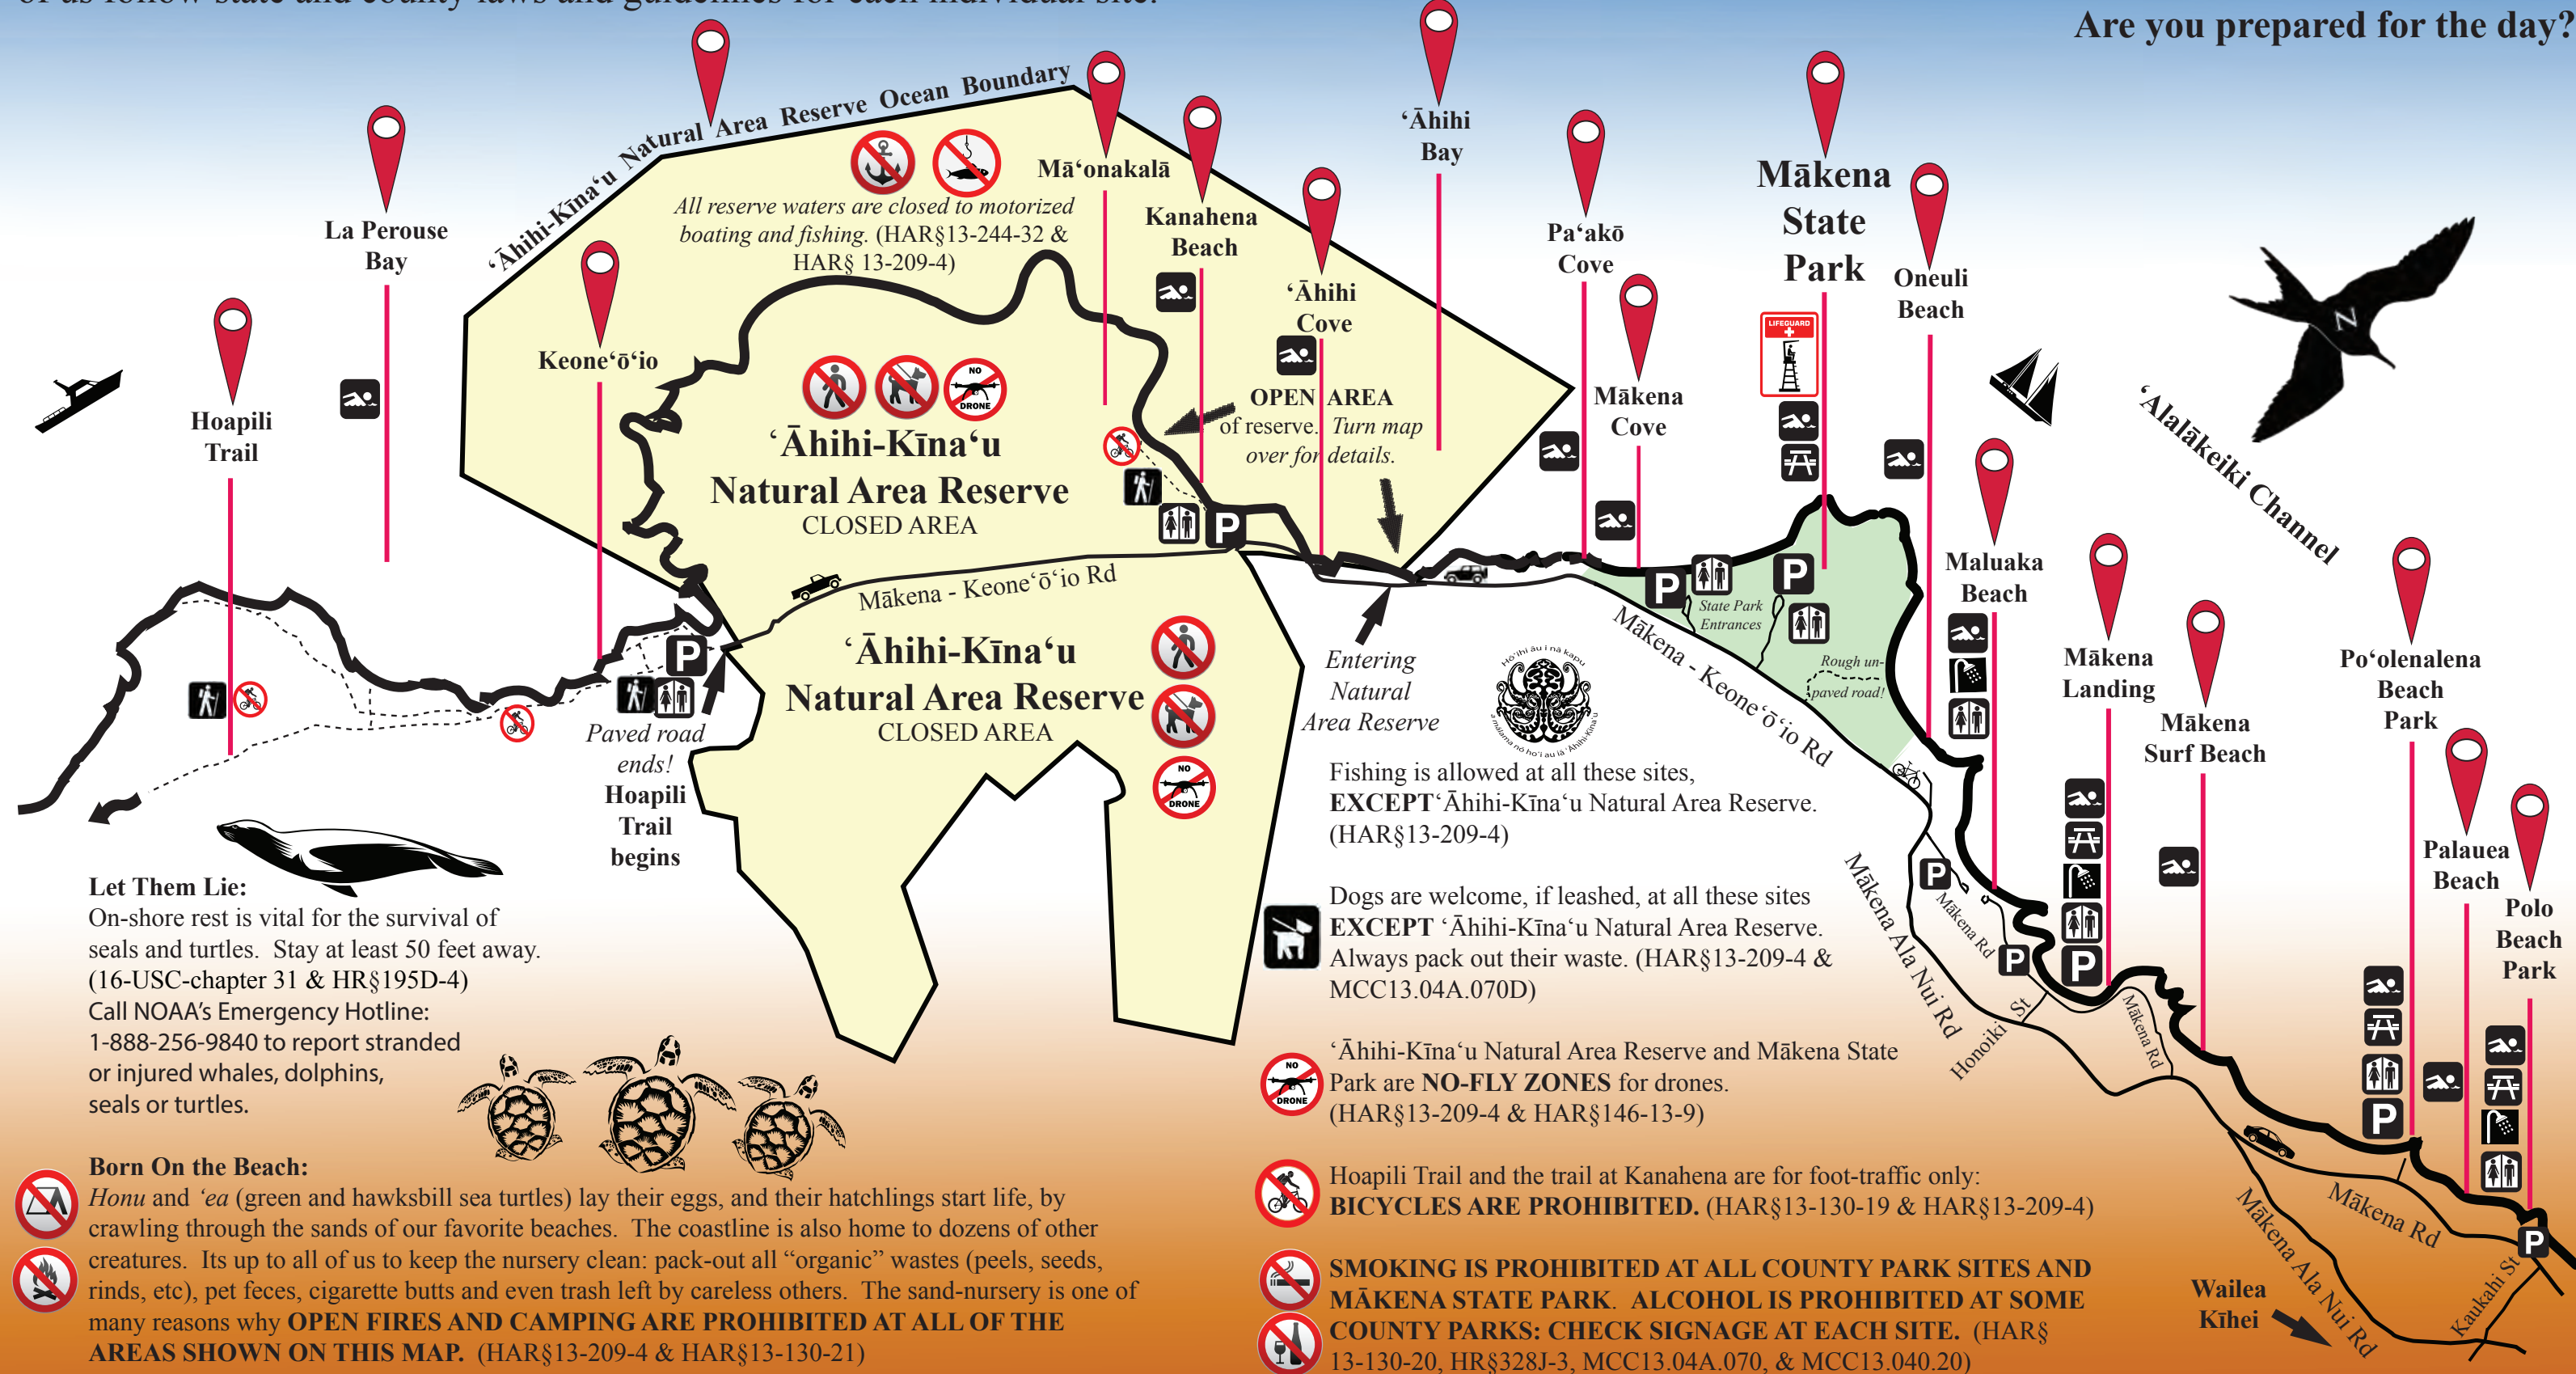 of us follow state and county laws and guidelines for each individual site.
Are you prepared for the day?
ʻĀhihi-Kīnaʻu Natural Area Reserve Ocean Boundary
La Perouse
Bay
Hoapili
Trail
Keoneʻōʻio
All reserve waters are closed to motorized
boating and fishing. (HAR§13-244-32 &
HAR§ 13-209-4)
Māʻonakalā
Kanahena
Beach
ʻĀhihi
Cove
ʻĀhihi
Bay
Paʻakō
Cove
Mākena
Cove
Mākena
State
Park
LIFEGUARD
Oneuli
Beach
N
ʻAlalākeiki Channel
NO
DRONE
ʻĀhihi-Kīnaʻu
Natural Area Reserve
CLOSED AREA
OPEN AREA
of reserve. Turn map
over for details.
P
Mākena - Keoneʻōʻio Rd
ʻĀhihi-Kīnaʻu
Natural Area Reserve
CLOSED AREA
NO
DRONE
P
Paved road
ends!
Hoapili
Trail
begins
Entering
Natural
Area Reserve
Hōʻihi āu i nā kapu
a mālama nō hoʻi au iā ʻĀhihi-Kīnaʻu
P
P
State Park
Entrances
Rough un-
paved road!
Mākena - Keoneʻōʻio Rd
Maluaka
Beach
Mākena
Landing
Mākena
Surf Beach
Poʻolenalena
Beach
Park
Palauea
Beach
Polo
Beach
Park
Fishing is allowed at all these sites,
EXCEPTʻĀhihi-Kīnaʻu Natural Area Reserve.
(HAR§13-209-4)
Dogs are welcome, if leashed, at all these sites
EXCEPT ʻĀhihi-Kīnaʻu Natural Area Reserve.
Always pack out their waste. (HAR§13-209-4 &
MCC13.04A.070D)
NO
DRONE
ʻĀhihi-Kīnaʻu Natural Area Reserve and Mākena State
Park are NO-FLY ZONES for drones.
(HAR§13-209-4 & HAR§146-13-9)
Hoapili Trail and the trail at Kanahena are for foot-traffic only:
BICYCLES ARE PROHIBITED. (HAR§13-130-19 & HAR§13-209-4)
SMOKING IS PROHIBITED AT ALL COUNTY PARK SITES AND
MĀKENA STATE PARK. ALCOHOL IS PROHIBITED AT SOME
COUNTY PARKS: CHECK SIGNAGE AT EACH SITE. (HAR§
13-130-20, HR§328J-3, MCC13.04A.070, & MCC13.040.20)
P
Mākena Rd
P
P
Mākena Ala Nui Rd
Honoiki St
Mākena Rd
P
Mākena Rd
P
Mākena Ala Nui Rd
Kaukahi St
Wailea
Kīhei
Let Them Lie:
On-shore rest is vital for the survival of
seals and turtles. Stay at least 50 feet away.
(16-USC-chapter 31 & HR§195D-4)
Call NOAA’s Emergency Hotline:
1-888-256-9840 to report stranded
or injured whales, dolphins,
seals or turtles.
Born On the Beach:
Honu and ʻea (green and hawksbill sea turtles) lay their eggs, and their hatchlings start life, by
crawling through the sands of our favorite beaches. The coastline is also home to dozens of other
creatures. Its up to all of us to keep the nursery clean: pack-out all “organic” wastes (peels, seeds,
rinds, etc), pet feces, cigarette butts and even trash left by careless others. The sand-nursery is one of
many reasons why OPEN FIRES AND CAMPING ARE PROHIBITED AT ALL OF THE
AREAS SHOWN ON THIS MAP. (HAR§13-209-4 & HAR§13-130-21)